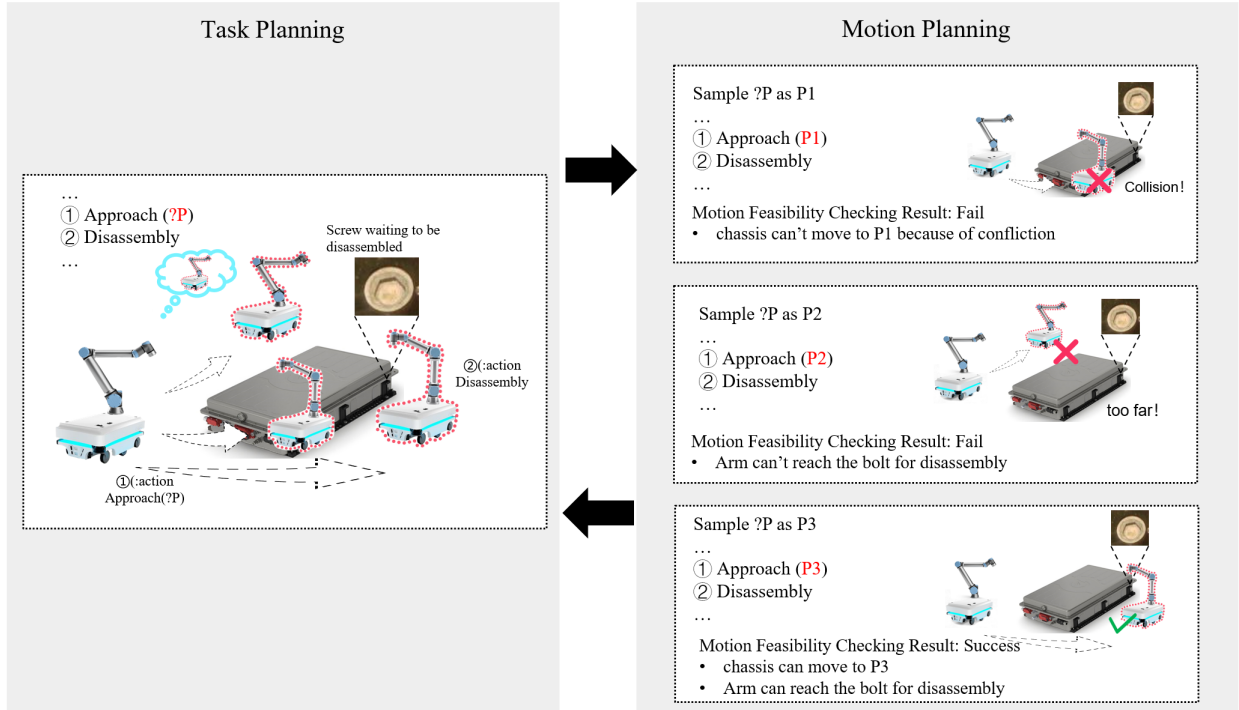 Task Planning
…
① Approach (?P)
② Disassembly
…
Screw waiting to be
disassembled
②(:action
Disassembly
①(:action
Approach(?P)
Motion Planning
Sample ?P as P1
…
① Approach (P1)
② Disassembly
…
Collision!
Motion Feasibility Checking Result: Fail
• chassis can’t move to P1 because of confliction
Sample ?P as P2
…
① Approach (P2)
② Disassembly
…
too far!
Motion Feasibility Checking Result: Fail
• Arm can’t reach the bolt for disassembly
Sample ?P as P3
…
① Approach (P3)
② Disassembly
…
Motion Feasibility Checking Result: Success
• chassis can move to P3
• Arm can reach the bolt for disassembly